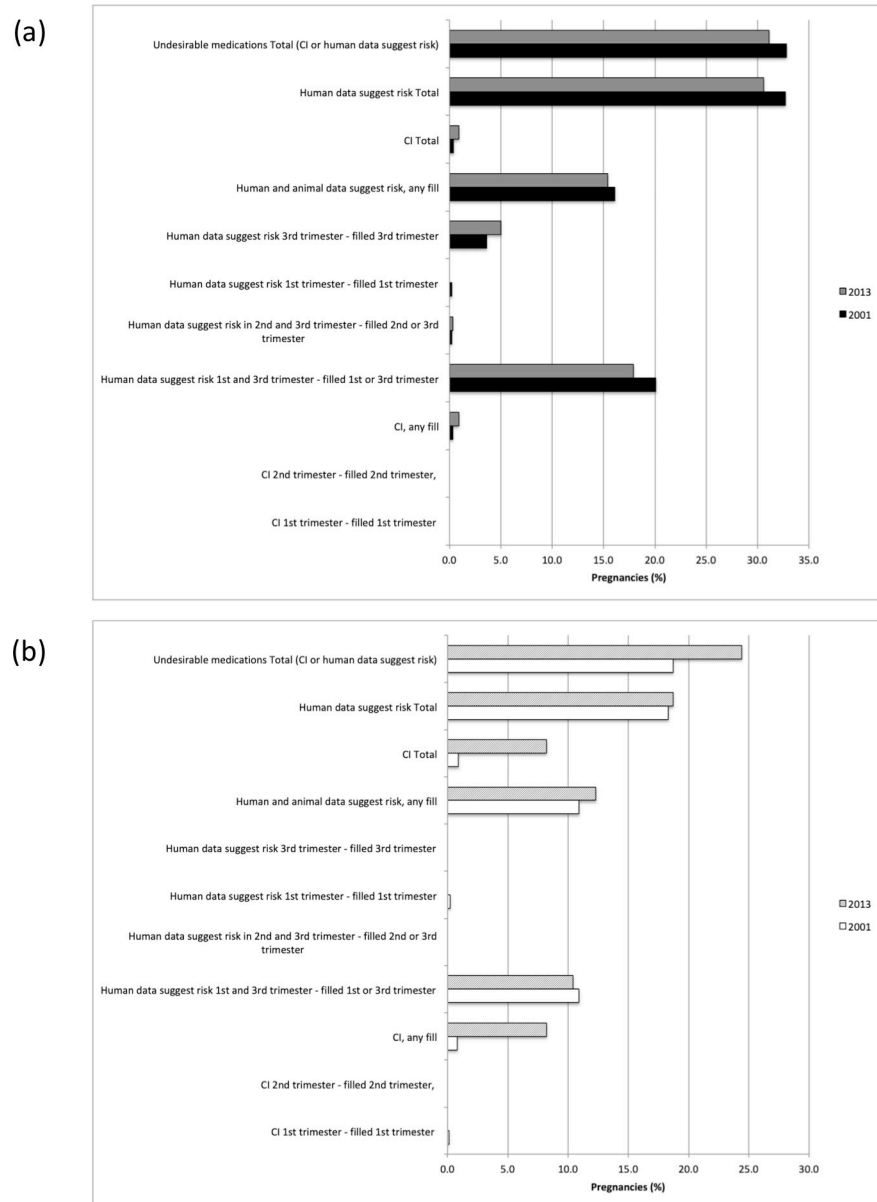 (a)
Undesirable medications Total (CI or human data suggest risk)
Human data suggest risk Total
CI Total
Human and animal data suggest risk, any fill
Human data suggest risk 3rd trimester - filled 3rd trimester
Human data suggest risk 1st trimester - filled 1st trimester
Human data suggest risk in 2nd and 3rd trimester - filled 2nd or 3rd
trimester
Human data suggest risk 1st and 3rd trimester - filled 1st or 3rd trimester
CI, any fill
CI 2nd trimester - filled 2nd trimester,
CI 1st trimester - filled 1st trimester
0.0 5.0 10.0 15.0 20.0 25.0 30.0 35.0
Pregnancies (%)
2013
2001
(b)
Undesirable medications Total (CI or human data suggest risk)
Human data suggest risk Total
CI Total
Human and animal data suggest risk, any fill
Human data suggest risk 3rd trimester - filled 3rd trimester
Human data suggest risk 1st trimester - filled 1st trimester
Human data suggest risk in 2nd and 3rd trimester - filled 2nd or 3rd
trimester
Human data suggest risk 1st and 3rd trimester - filled 1st or 3rd trimester
CI, any fill
CI 2nd trimester - filled 2nd trimester,
CI 1st trimester - filled 1st trimester
0.0 5.0 10.0 15.0 20.0 25.0 30.0
Pregnancies (%)
2013
2001